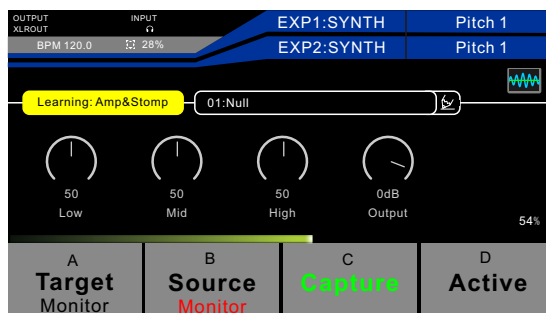 OUTPUT INPUT EXP1:SYNTH Pitch 1
XLROUT
BPM 120.0 28% EXP2:SYNTH Pitch 1
Learning: Amp&Stomp 01:Null
50 50 50 0dB
Low Mid High Output
54%
A B C D
Target Source Capture Active
Monitor Monitor